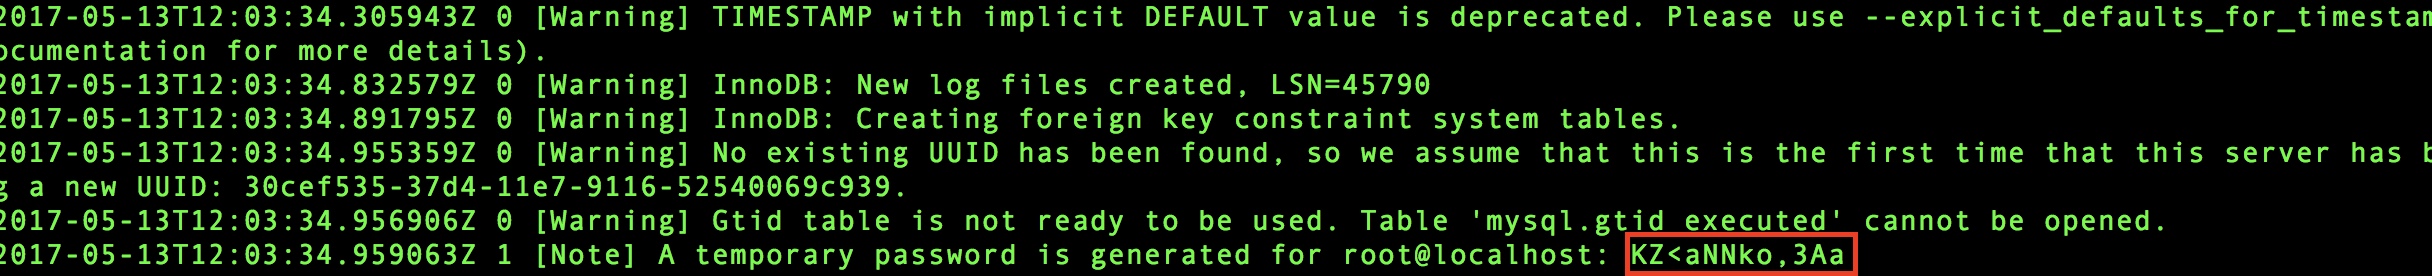 2017-05-13T12:03:34.305943Z 0 [Warning] TIMESTAMP with implicit DEFAULT value is deprecated. Please use --explicit_defaults_for_timestam
ocumentation for more details).
2017-05-13T12:03:34.832579Z 0 [Warning] InnoDB: New log files created, LSN=45790
2017-05-13T12:03:34.891795Z 0 [Warning] InnoDB: Creating foreign key constraint system tables.
2017-05-13T12:03:34.955359Z 0 [Warning] No existing UUID has been found, so we assume that this is the first time that this server has b
g a new UUID: 30cef535-37d4-11e7-9116-52540069c939.
2017-05-13T12:03:34.956906Z 0 [Warning] Gtid table is not ready to be used. Table 'mysql.gtid_executed' cannot be opened.
2017-05-13T12:03:34.959063Z 1 [Note] A temporary password is generated for root@localhost: KZ<aNNko,3Aa